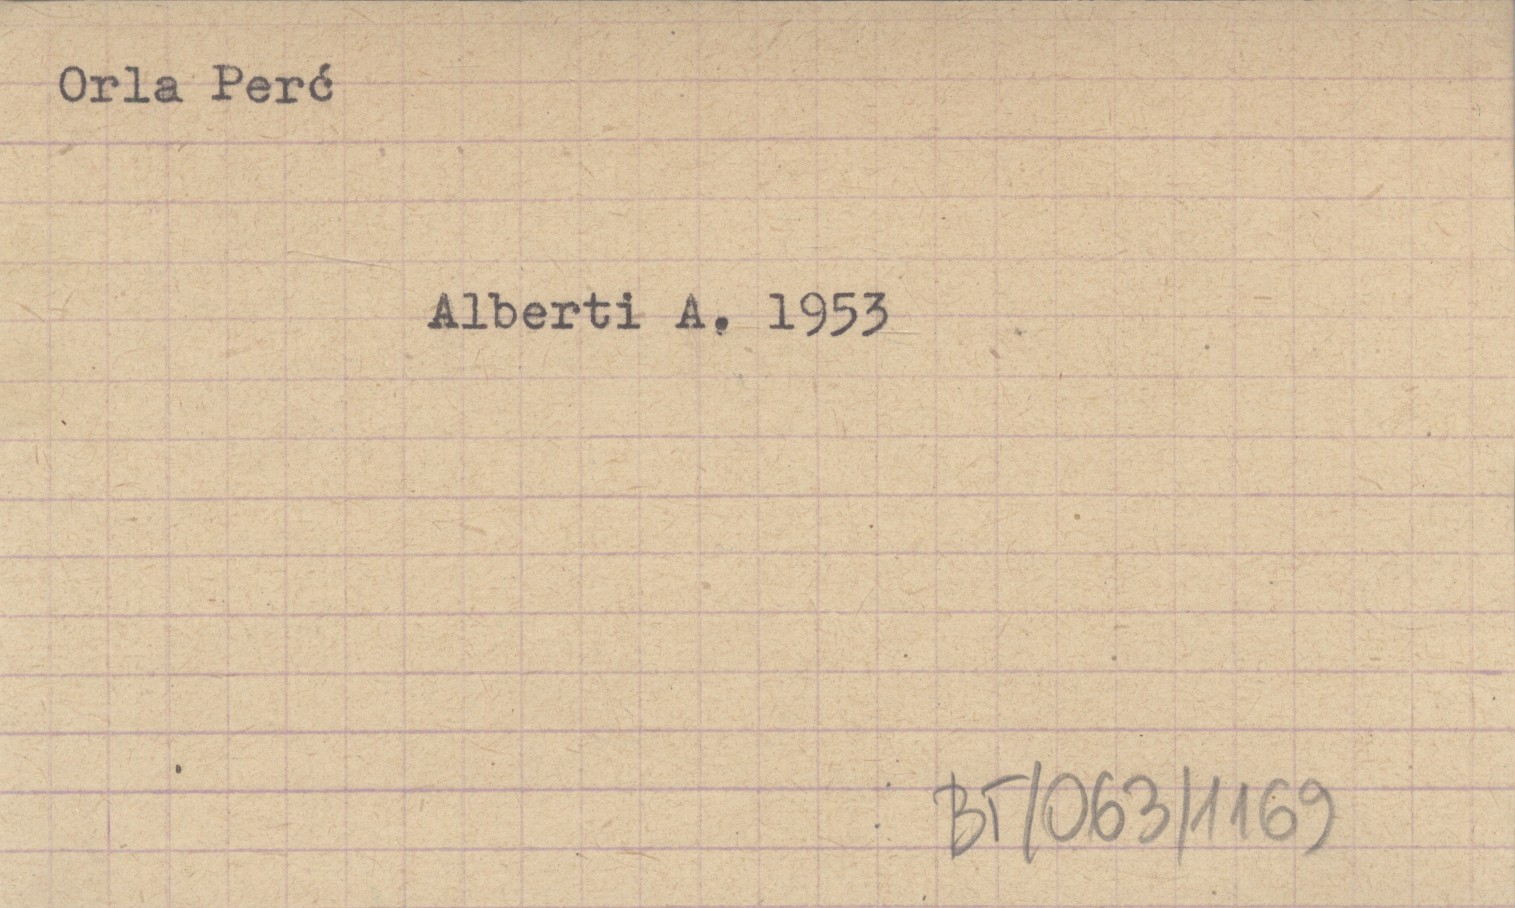 Orla Perć
Alberti A. 1953
BT/063/1169